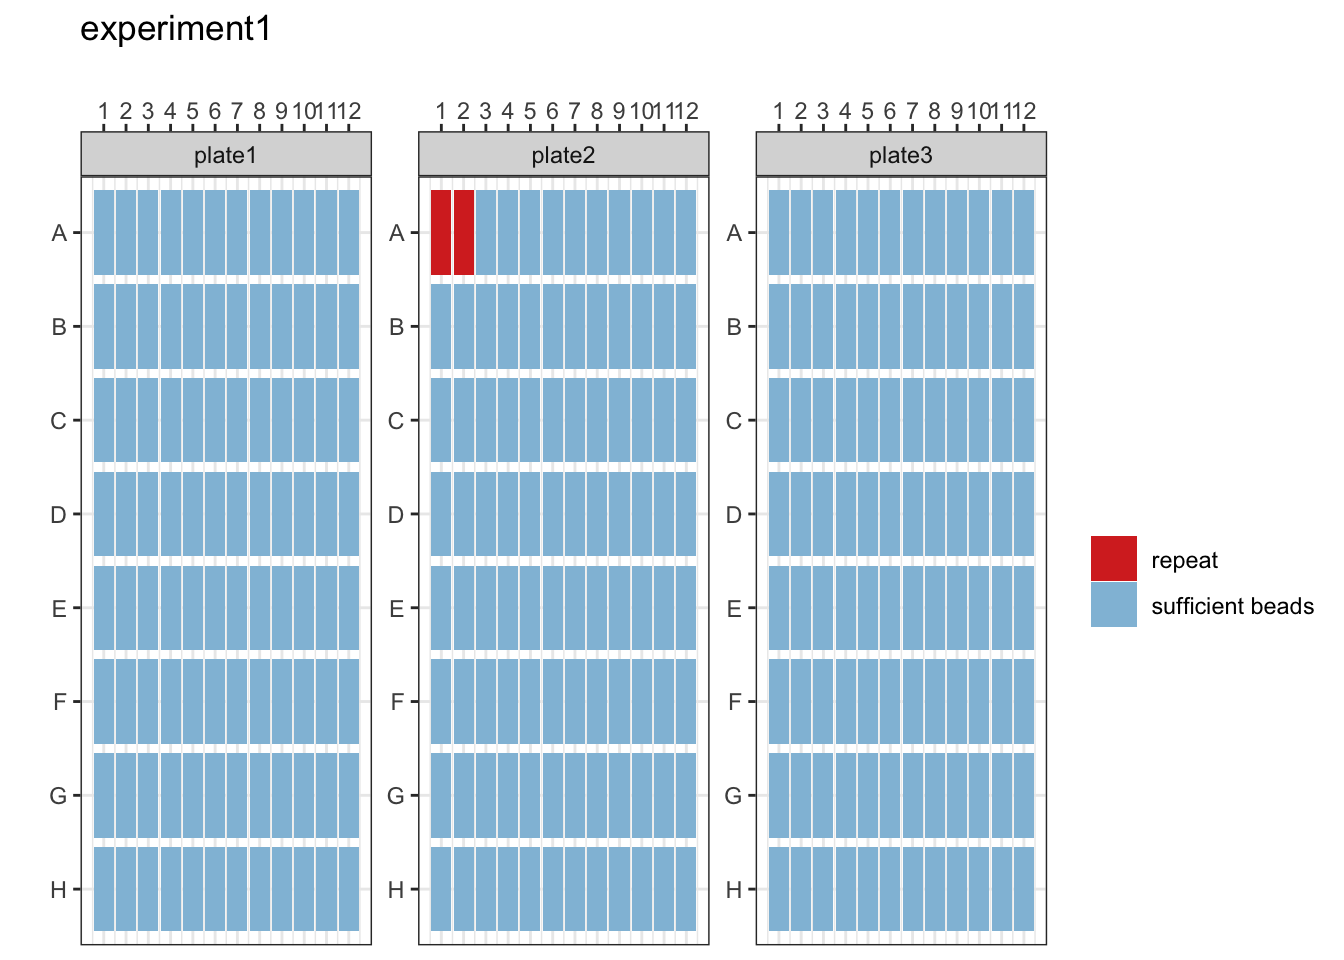 experiment1
1 2 3 4 5 6 7 8 9 10 11 12 1 2 3 4 5 6 7 8 9 10 11 12 1 2 3 4 5 6 7 8 9 10 11 12
plate1 plate2 plate3
A A A
B B B
C C C
D D D
E E E
repeat
sufficient beads
F F F
G G G
H H H